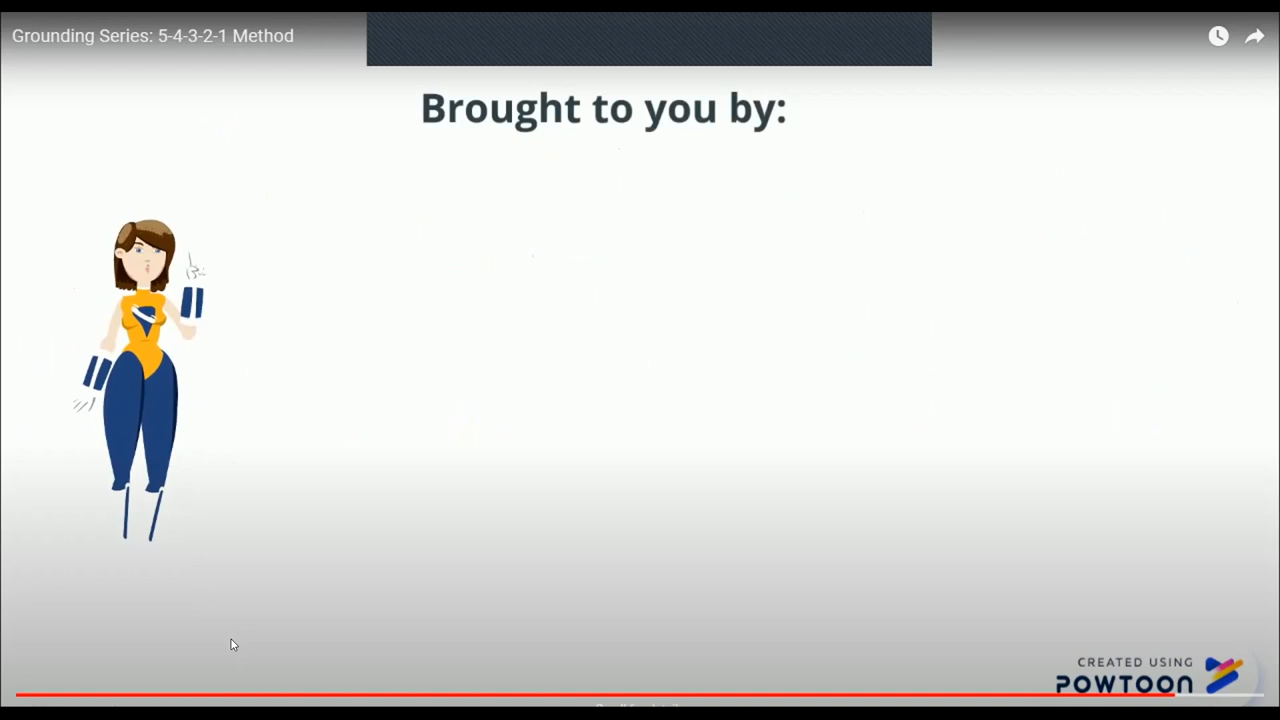 Grounding Series: 5-4-3-2-1 Method
Brought to you by:
CREATED USING
POWTOON